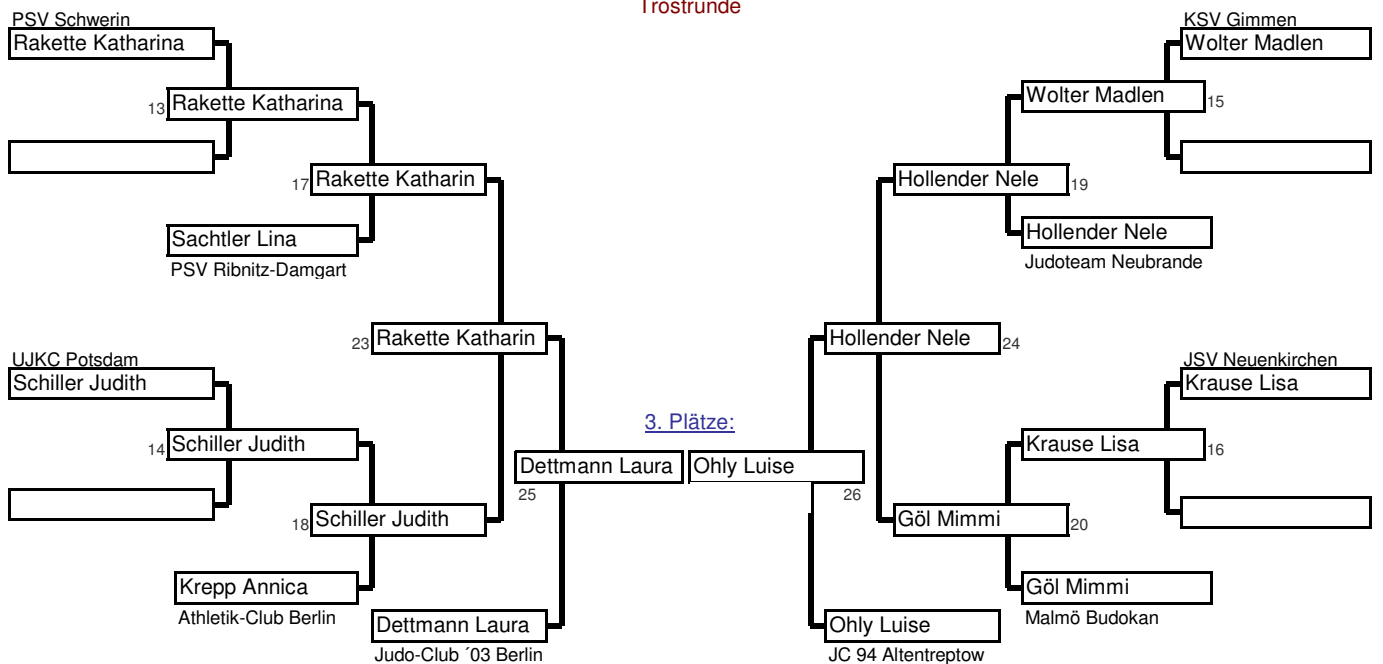 Trostrunde
PSV Schwerin
KSV Gimmen
Rakette Katharina
Wolter Madlen
13 Rakette Katharina
Wolter Madlen 15
17 Rakette Katharin
Hollender Nele 19
Sachtler Lina
Hollender Nele
PSV Ribnitz-Damgart
Judoteam Neubrande
23 Rakette Katharin
Hollender Nele 24
UJKC Potsdam
JSV Neuenkirchen
Schiller Judith
Krause Lisa
3. Plätze:
14 Schiller Judith
Krause Lisa 16
Dettmann Laura
Ohly Luise
25
26
18 Schiller Judith
Göl Mimmi 20
Krepp Annica
Göl Mimmi
Athletik-Club Berlin
Malmö Budokan
Dettmann Laura
Ohly Luise
Judo-Club ´03 Berlin
JC 94 Altentreptow